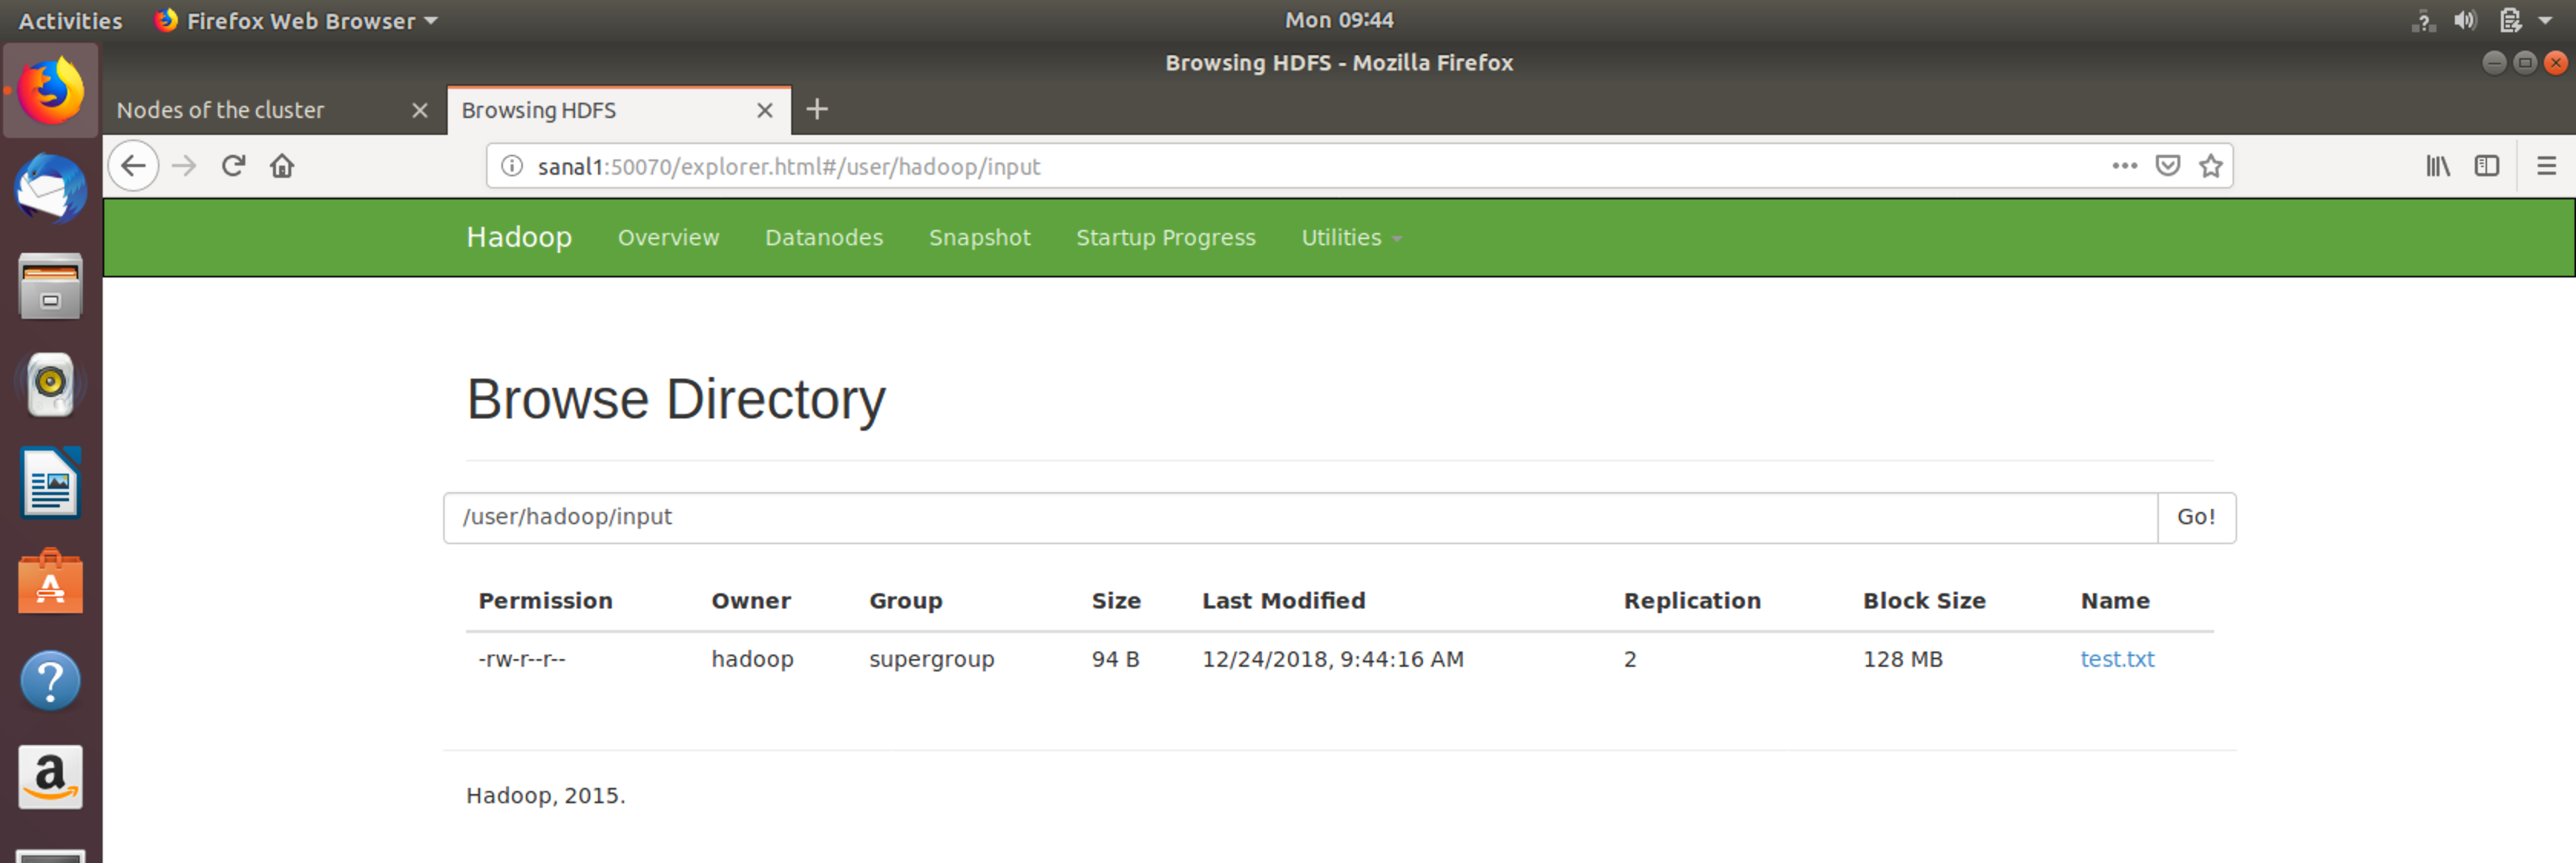 Activities Firefox Web Browser Mon 09:44
Browsing HDFS - Mozilla Firefox
Nodes of the cluster Browsing HDFS
sanal1:50070/explorer.html#/user/hadoop/input
Hadoop Overview Datanodes Snapshot Startup Progress Utilities
Browse Directory
/user/hadoop/input Go!
Permission Owner Group Size Last Modified Replication Block Size Name
-rw-r--r-- hadoop supergroup 94 B 12/24/2018, 9:44:16 AM 2 128 MB test.txt
Hadoop, 2015.